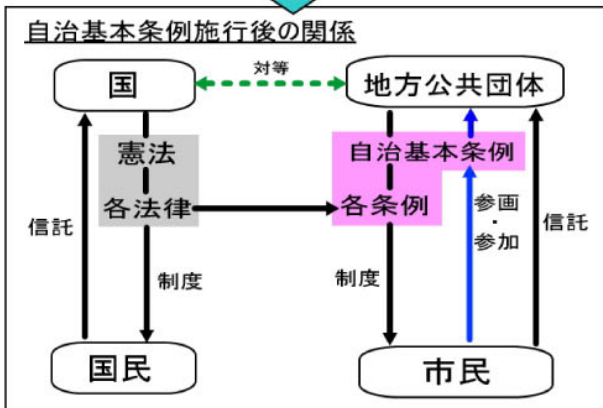 自治基本条例施行後の関係
国
対等
地方公共団体
憲法
自治基本条例
各法律
各条例
信託
制度
制度
参画・参加
信託
国民
市民